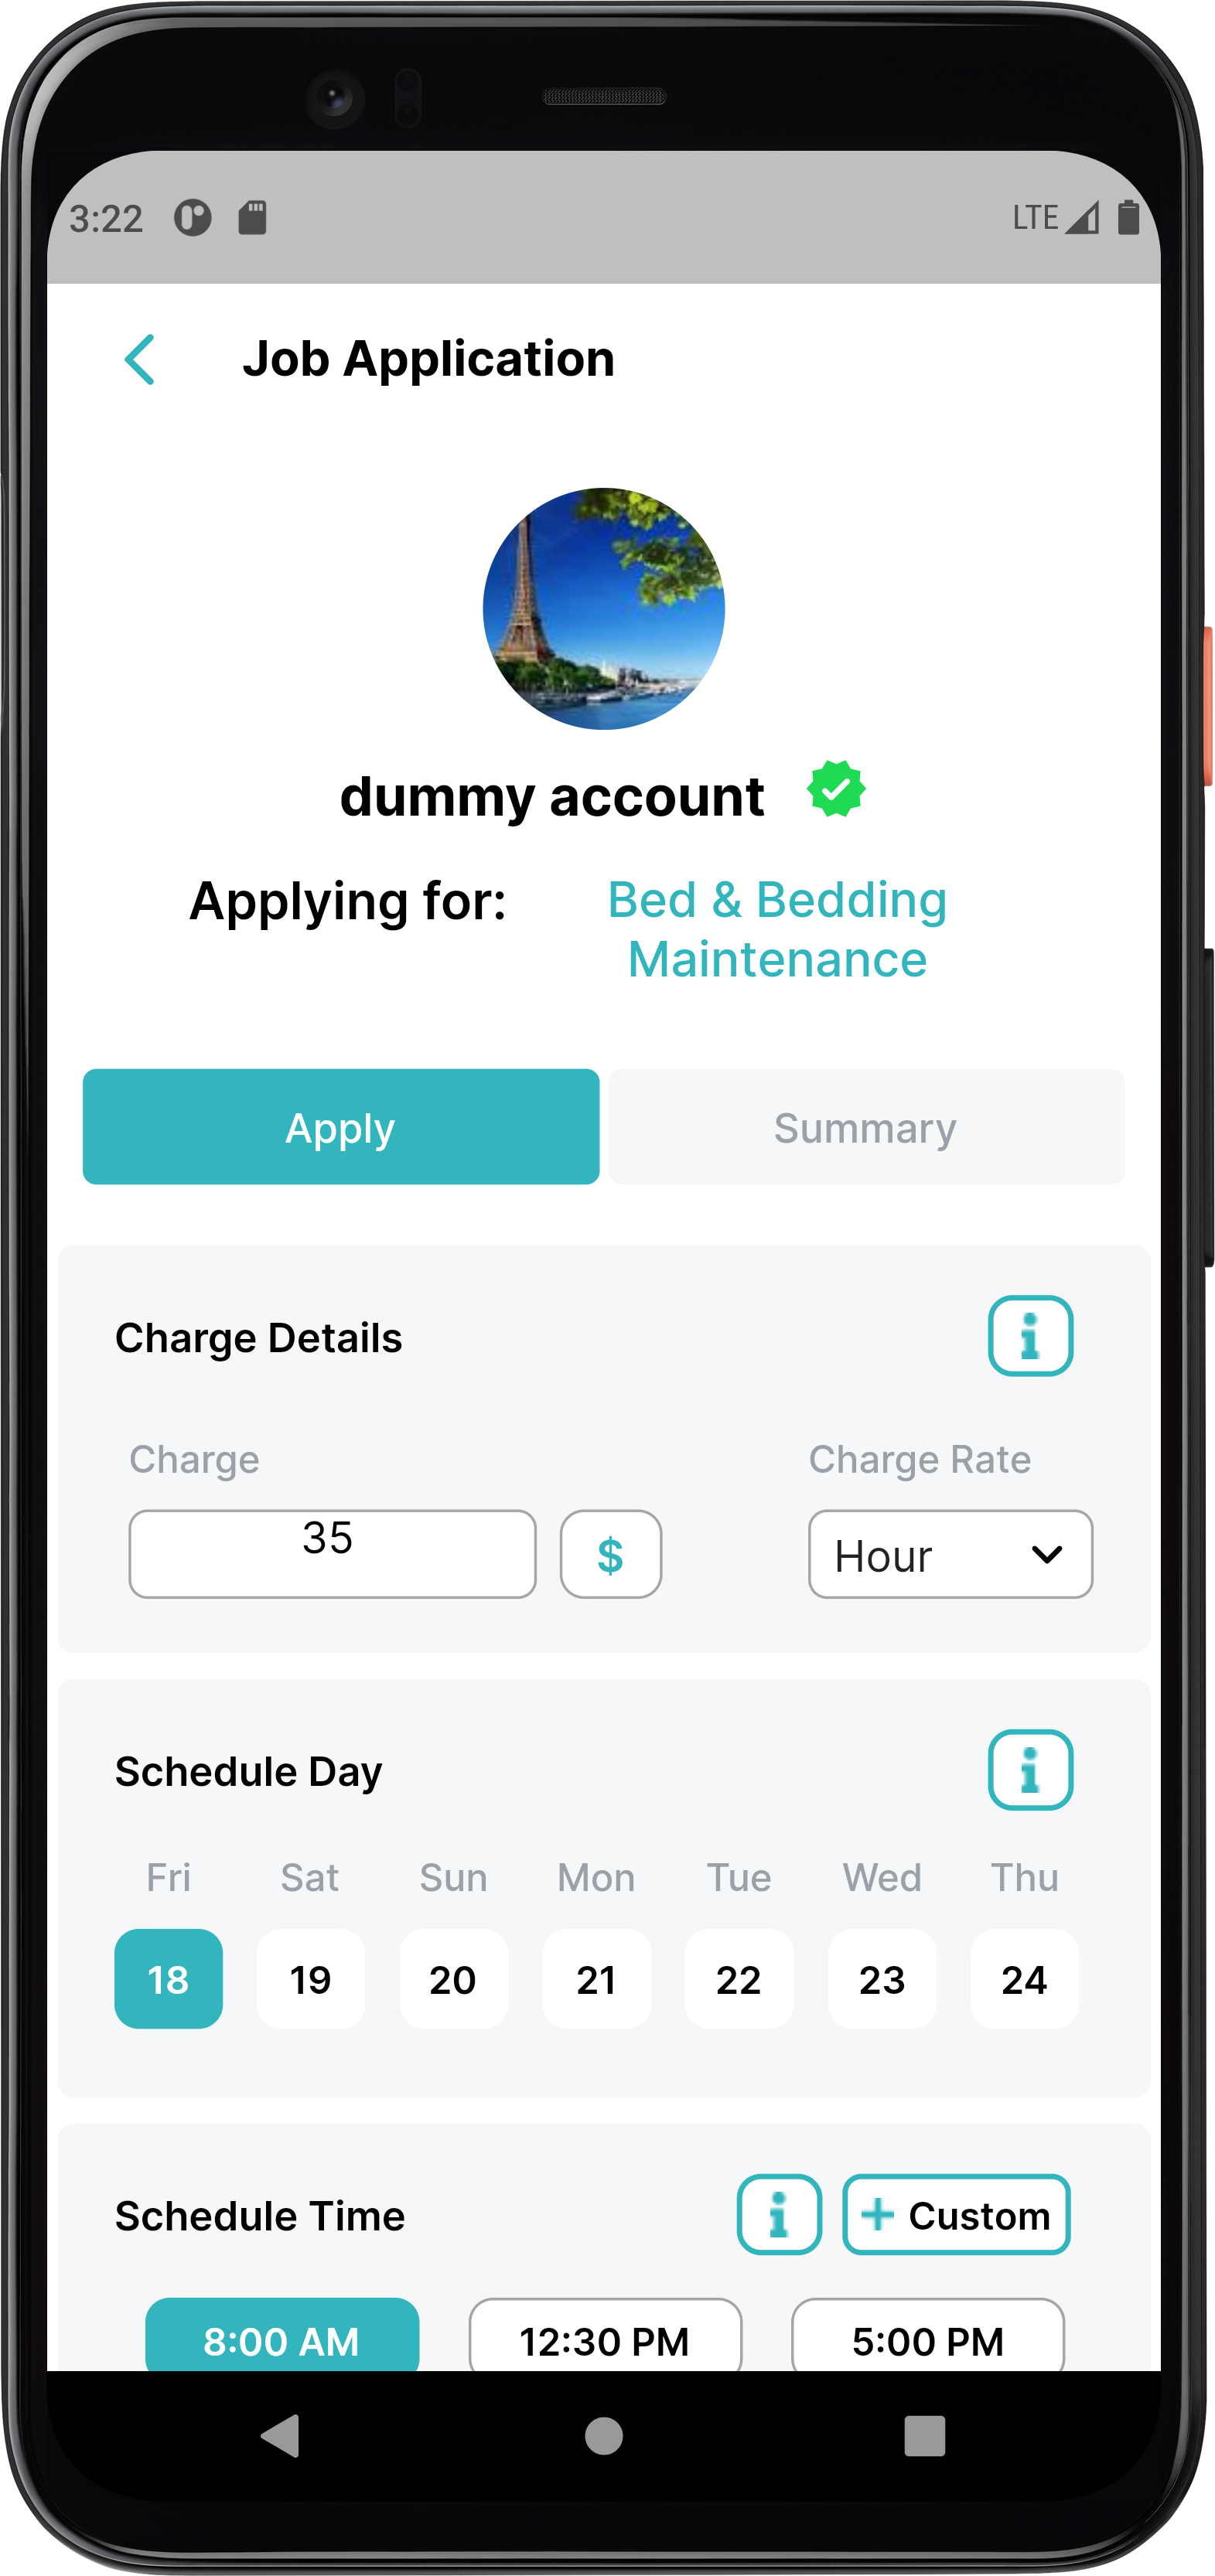 3:22
LTE
Job Application
dummy account
Applying for: Bed & Bedding
Maintenance
Apply Summary
Charge Details
Charge Charge Rate
35 $ Hour
Schedule Day
Fri Sat Sun Mon Tue Wed Thu
18 19 20 21 22 23 24
Schedule Time + Custom
8:00 AM 12:30 PM 5:00 PM